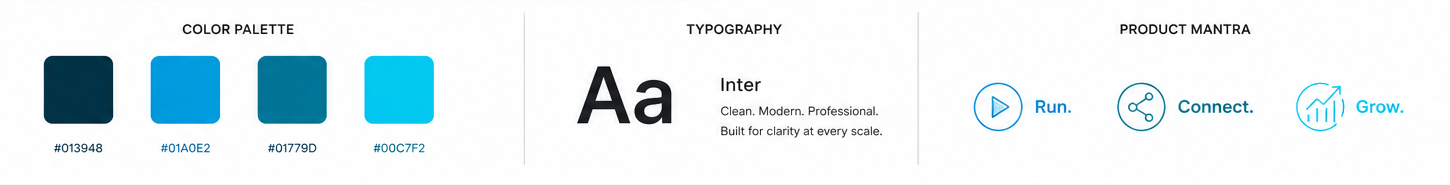 COLOR PALETTE
#013948
#01A0E2
#01779D
#00C7F2
TYPOGRAPHY
Aa
Inter
Clean. Modern. Professional.
Built for clarity at every scale.
PRODUCT MANTRA
Run.
Connect.
Grow.